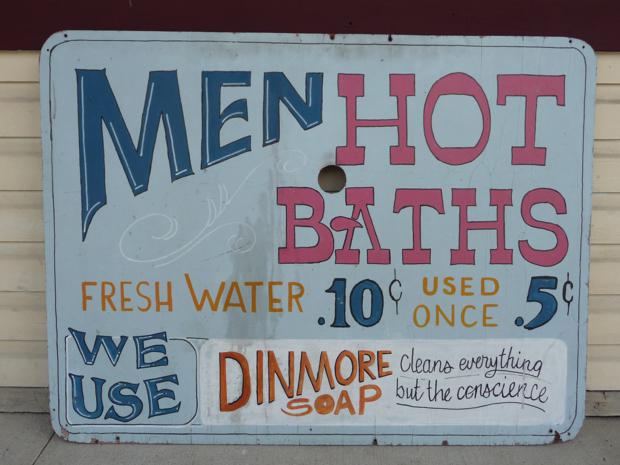 MEN HOT
BATHS
FRESH WATER .10¢ USED ONCE .5¢
WE USE
DINMORE SOAP
cleans everything
but the conscience